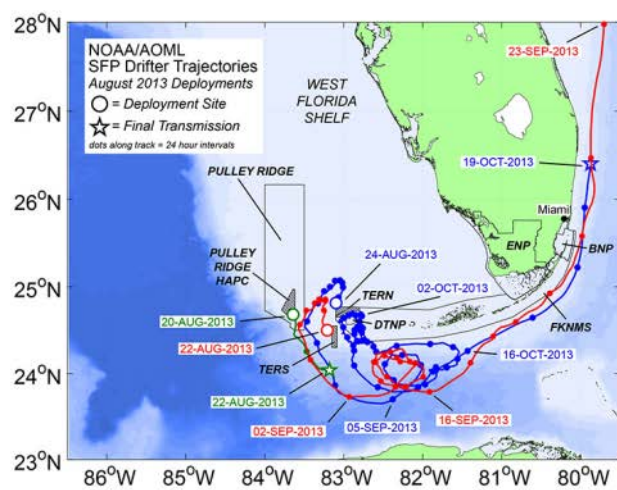 28°N
27°N
26°N
25°N
24°N
23°N
NOAA/AOML
SFP Drifter Trajectories
August 2013 Deployments
= Deployment Site
= Final Transmission
dots along track = 24 hour intervals
WEST
FLORIDA
SHELF
23-SEP-2013
19-OCT-2013
PULLEY RIDGE
Miami
ENP
BNP
PULLEY
RIDGE
HAPC
24-AUG-2013
TERN
02-OCT-2013
20-AUG-2013
DTNP
22-AUG-2013
FKNMS
TERS
16-OCT-2013
22-AUG-2013
02-SEP-2013
05-SEP-2013
16-SEP-2013
86°W
85°W
84°W
83°W
82°W
81°W
80°W